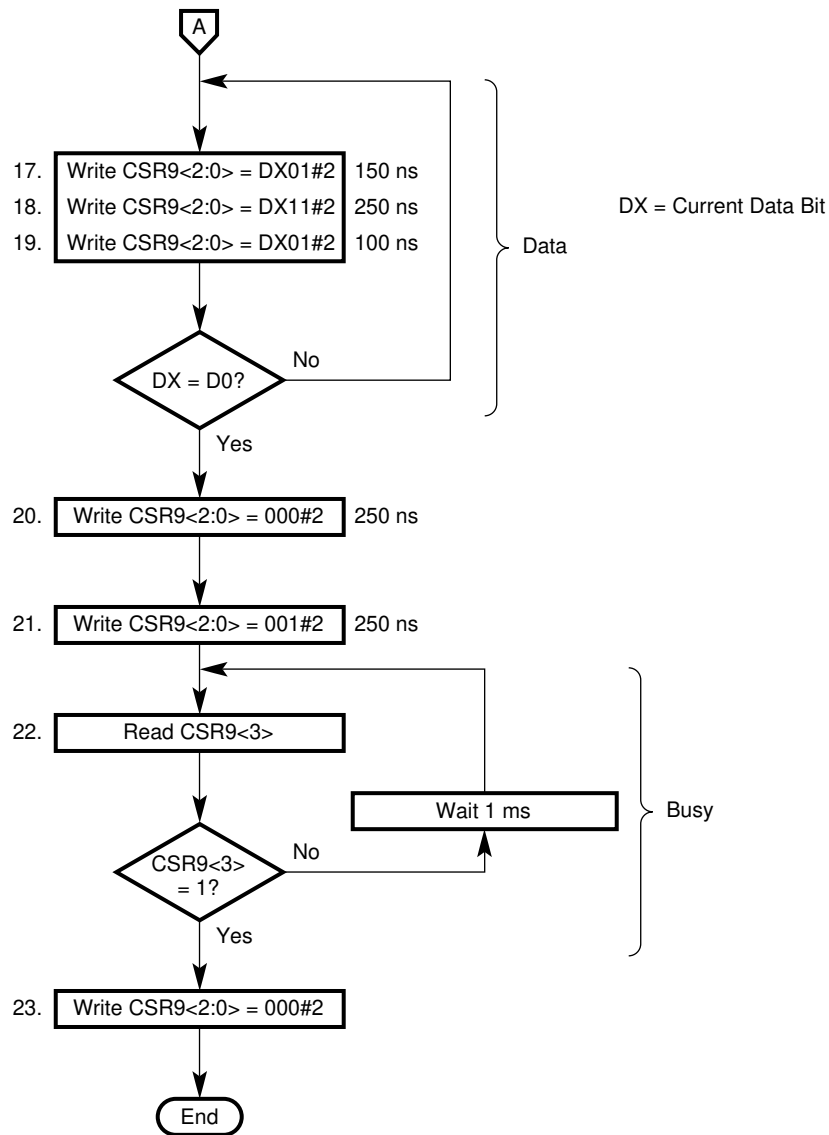 A
17. Write CSR9<2:0> = DX01#2 150 ns
18. Write CSR9<2:0> = DX11#2 250 ns
DX = Current Data Bit
19. Write CSR9<2:0> = DX01#2 100 ns
Data
No
DX = D0?
Yes
20. Write CSR9<2:0> = 000#2 250 ns
21. Write CSR9<2:0> = 001#2 250 ns
22. Read CSR9<3>
Wait 1 ms
Busy
No
CSR9<3>
= 1?
Yes
23. Write CSR9<2:0> = 000#2
End